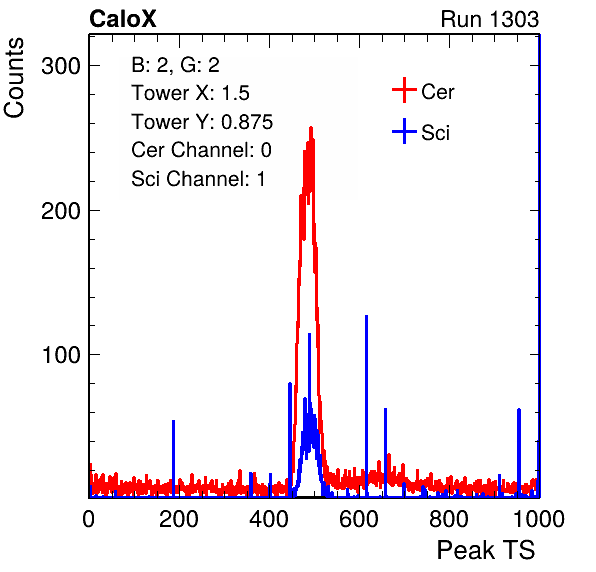 CaloX Run 1303
Counts
300
200
100
B: 2, G: 2
Tower X: 1.5
Tower Y: 0.875
Cer Channel: 0
Sci Channel: 1
Cer
Sci
0 200 400 600 800 1000
Peak TS